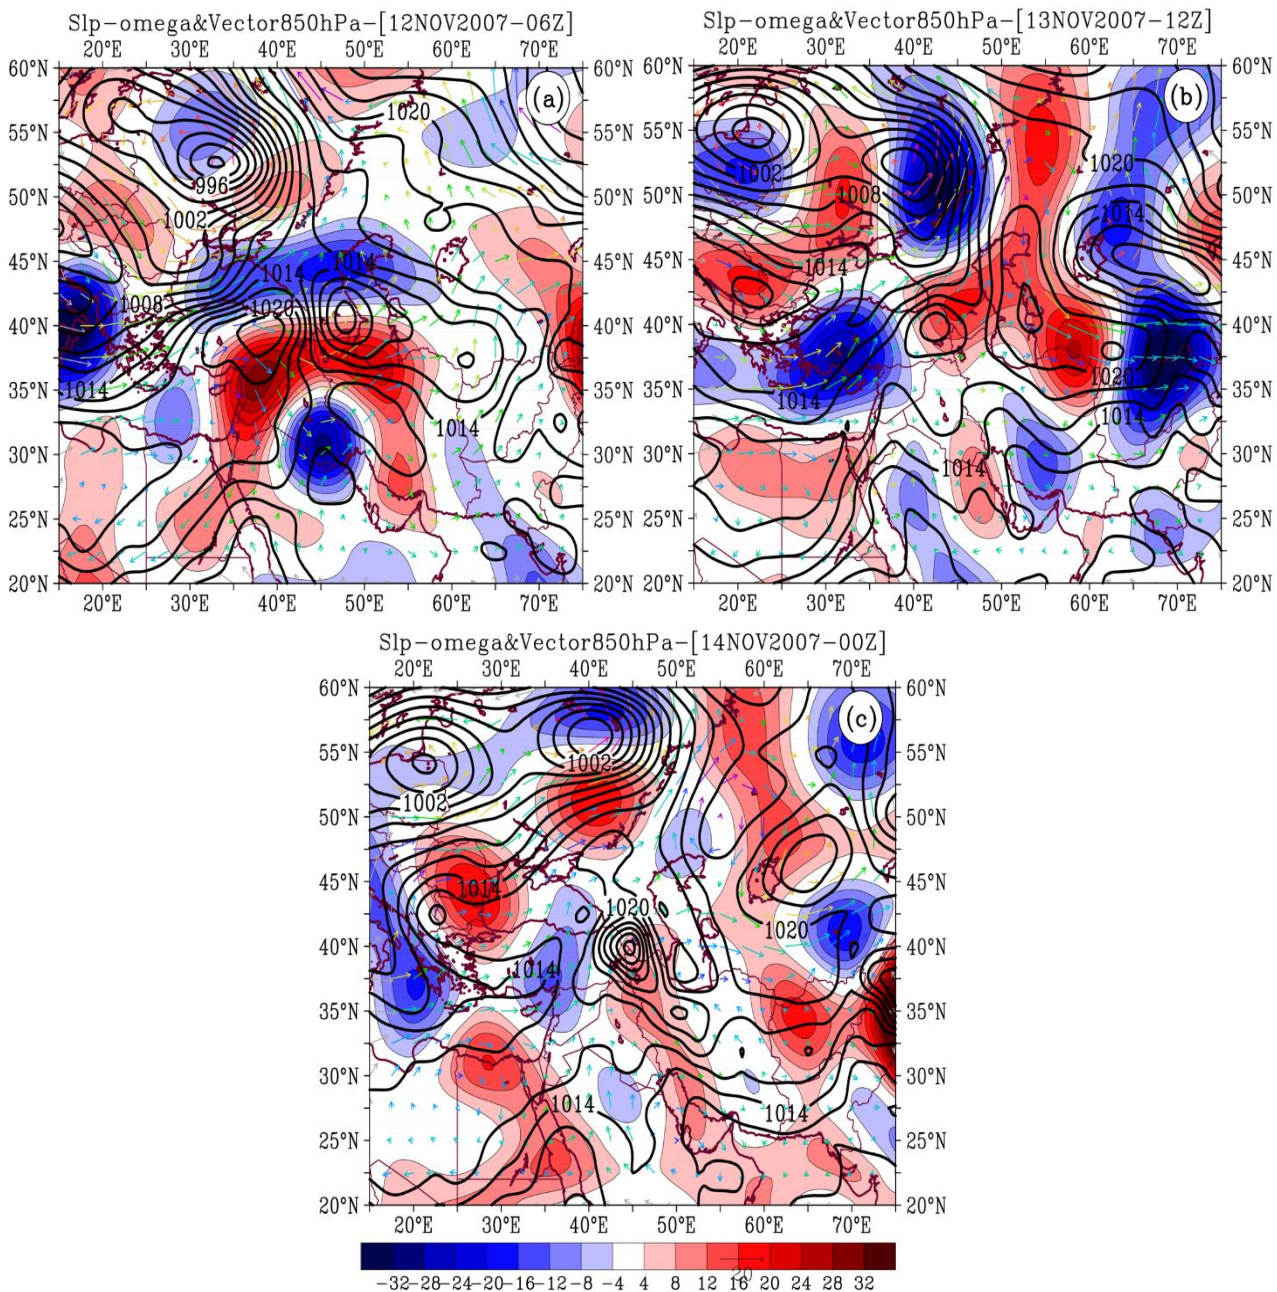 Slp-omega&Vector850hPa-[12NOV2007-06Z]
20°E 30°E 40°E 50°E 60°E 70°E
60°N
55°N
50°N
45°N
40°N
35°N
30°N
25°N
20°N
(a)
1020
996
1002
1014
1014
1008
1020
1014
1014
60°N
55°N
50°N
45°N
40°N
35°N
30°N
25°N
20°N
20°E 30°E 40°E 50°E 60°E 70°E
Slp-omega&Vector850hPa-[13NOV2007-12Z]
20°E 30°E 40°E 50°E 60°E 70°E
60°N
55°N
50°N
45°N
40°N
35°N
30°N
25°N
20°N
(b)
1020
1002
1008
1014
1014
1020
1014
1014
1014
60°N
55°N
50°N
45°N
40°N
35°N
30°N
25°N
20°N
20°E 30°E 40°E 50°E 60°E 70°E
Slp-omega&Vector850hPa-[14NOV2007-00Z]
20°E 30°E 40°E 50°E 60°E 70°E
60°N
55°N
50°N
45°N
40°N
35°N
30°N
25°N
20°N
(c)
1002
1002
1014
1020
1020
1014
1014
1014
60°N
55°N
50°N
45°N
40°N
35°N
30°N
25°N
20°N
20°E 30°E 40°E 50°E 60°E 70°E
20
-32 -28 -24 -20 -16 -12 -8 -4 4 8 12 16 20 24 28 32